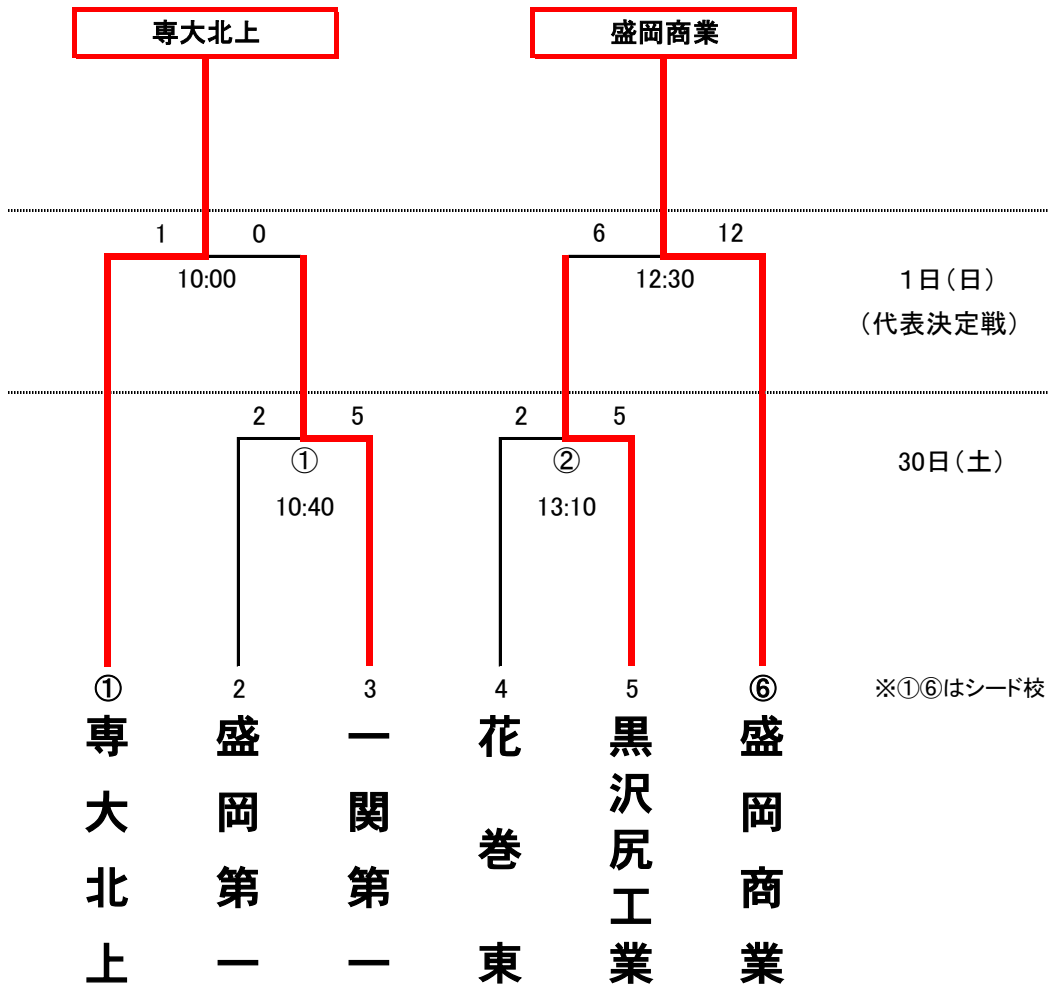 専大北上
盛岡商業
1 0
6 12
10:00
12:30
1日(日)
(代表決定戦)
2 5
2 5
①
②
30日(土)
10:40
13:10
① 2 3 4 5 ⑥
※①⑥はシード校
専大北上
盛岡第一
一関第一
花巻東
黒沢尻工業
盛岡商業